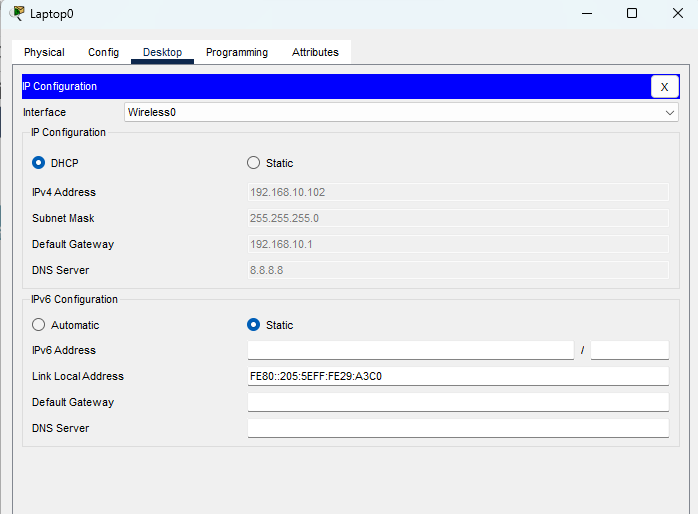 Laptop0
Physical Config Desktop Programming Attributes
IP Configuration X
Interface Wireless0
IP Configuration
DHCP Static
IPv4 Address 192.168.10.102
Subnet Mask 255.255.255.0
Default Gateway 192.168.10.1
DNS Server 8.8.8.8
IPv6 Configuration
Automatic Static
IPv6 Address /
Link Local Address FE80::205:5EFF:FE29:A3C0
Default Gateway
DNS Server